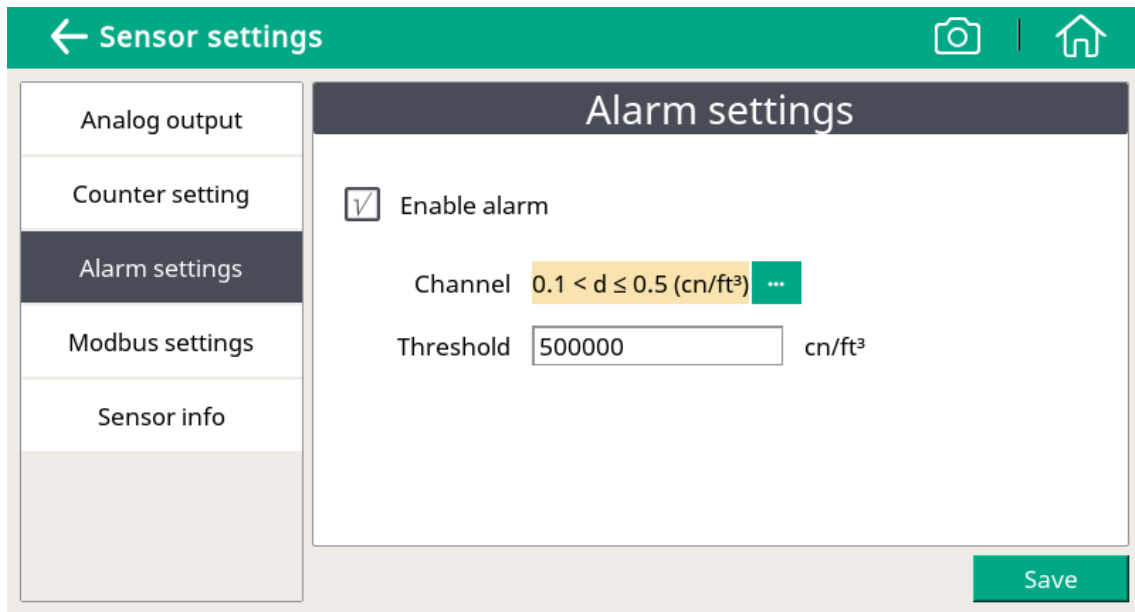 Sensor settings
Analog output
Counter setting
Alarm settings
Modbus settings
Sensor info
Alarm settings
Enable alarm
Channel 0.1 < d ≤ 0.5 (cn/ft³) ...
Threshold 500000 cn/ft³
Save